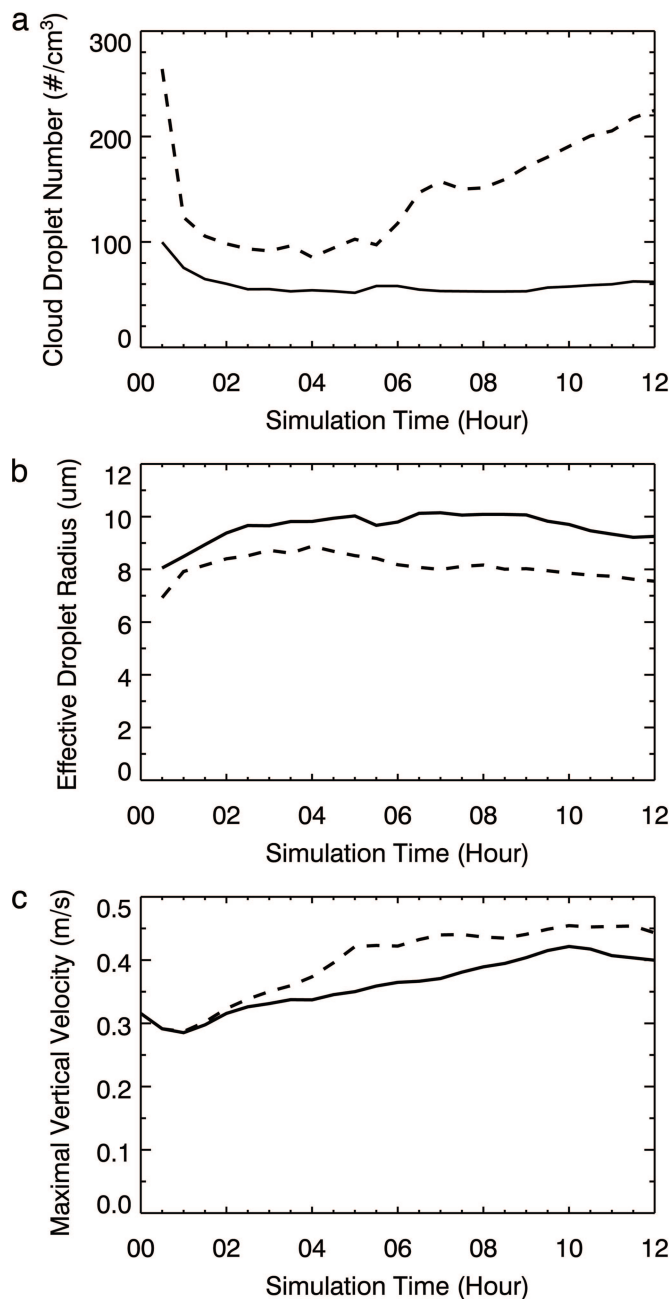 a
Cloud Droplet Number (#/cm³)
300
200
100
0
00 02 04 06 08 10 12
Simulation Time (Hour)
b
Effective Droplet Radius (um)
12
10
8
6
4
2
0
00 02 04 06 08 10 12
Simulation Time (Hour)
c
Maximal Vertical Velocity (m/s)
0.5
0.4
0.3
0.2
0.1
0.0
00 02 04 06 08 10 12
Simulation Time (Hour)